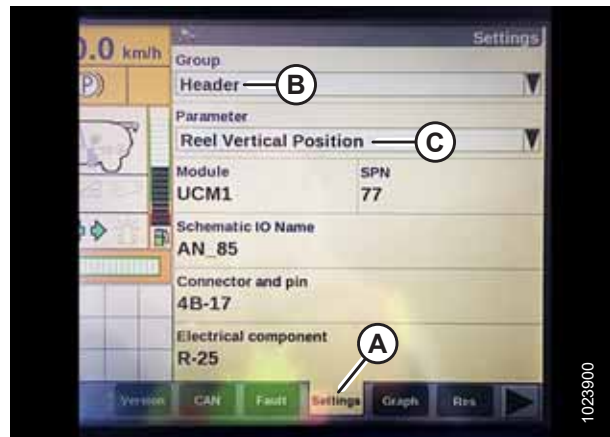 0.0 km/h
Settings
Group
Header
B
Parameter
Reel Vertical Position
C
Module SPN
UCM1 77
Schematic IO Name
AN_85
Connector and pin
4B-17
Electrical component
R-25
A
Version CAN Fault Settings Graph Res
1023900